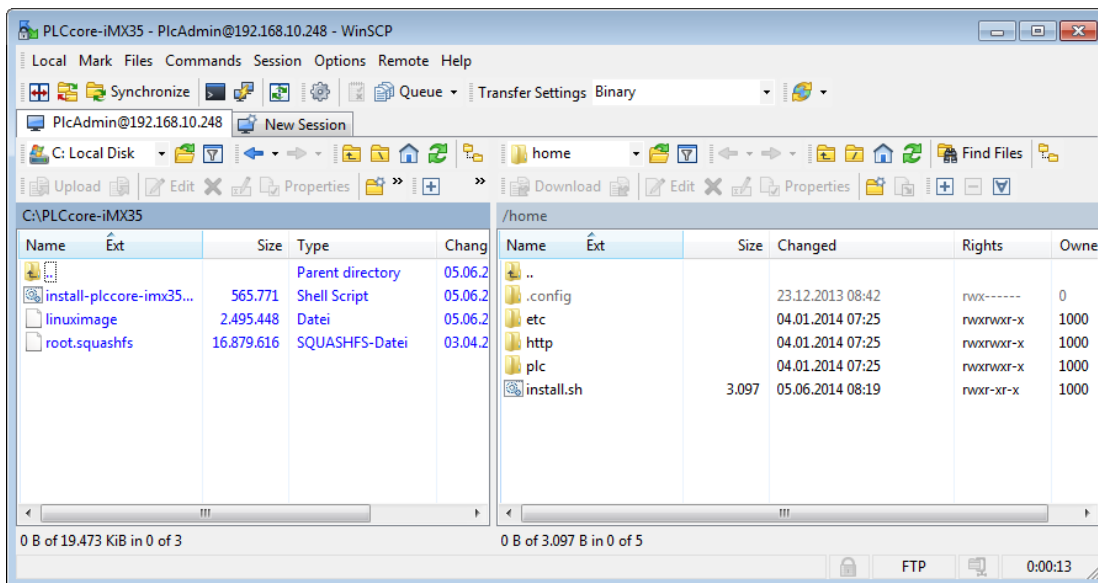 PLCcore-iMX35 - PlcAdmin@192.168.10.248 - WinSCP
Local Mark Files Commands Session Options Remote Help
Synchronize Queue Transfer Settings Binary
PlcAdmin@192.168.10.248 New Session
C: Local Disk home Find Files
Upload Edit Properties » » Download Edit Properties
C:\PLCcore-iMX35 /home
Name Ext Size Type Chang Name Ext Size Changed Rights Owne
.. Parent directory 05.06.2 ..
install-plccore-imx35... 565.771 Shell Script 05.06.2 .config 23.12.2013 08:42 rwx------ 0
linuximage 2.495.448 Datei 05.06.2 etc 04.01.2014 07:25 rwxrwxr-x 1000
root.squashfs 16.879.616 SQUASHFS-Datei 03.04.2 http 04.01.2014 07:25 rwxrwxr-x 1000
plc 04.01.2014 07:25 rwxrwxr-x 1000
install.sh 3.097 05.06.2014 08:19 rwxr-xr-x 1000
0 B of 19.473 KiB in 0 of 3 0 B of 3.097 B in 0 of 5
FTP 0:00:13